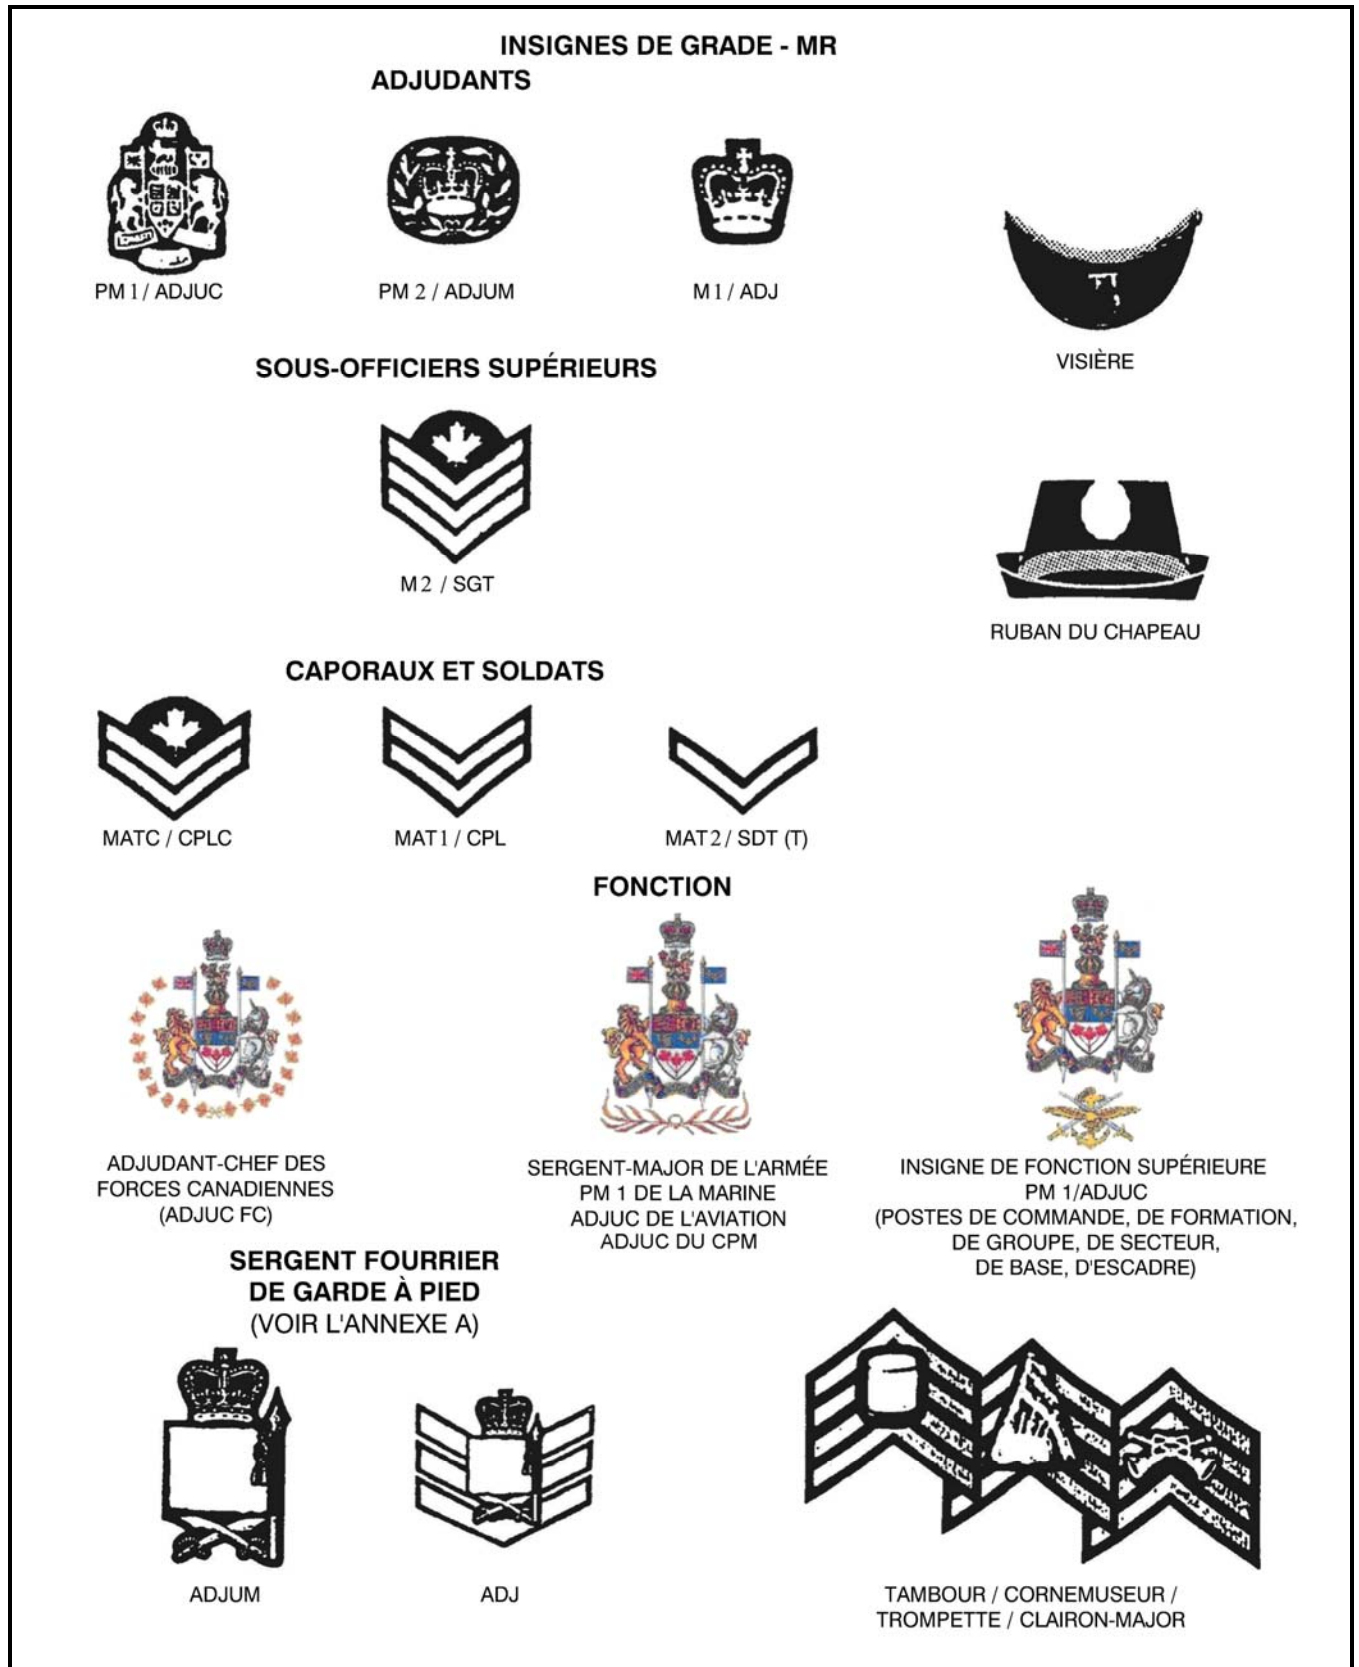 INSIGNES DE GRADE - MR
ADJUDANTS
PM 1 / ADJUC
PM 2 / ADJUM
M 1 / ADJ
VISIÈRE
SOUS-OFFICIERS SUPÉRIEURS
M 2 / SGT
RUBAN DU CHAPEAU
CAPORAUX ET SOLDATS
MATC / CPLC
MAT 1 / CPL
MAT 2 / SDT (T)
FONCTION
ADJUDANT-CHEF DES
FORCES CANADIENNES
(ADJUC FC)
SERGENT-MAJOR DE L'ARMÉE
PM 1 DE LA MARINE
ADJUC DE L'AVIATION
ADJUC DU CPM
INSIGNE DE FONCTION SUPÉRIEURE
PM 1/ADJUC
(POSTES DE COMMANDE, DE FORMATION,
DE GROUPE, DE SECTEUR,
DE BASE, D'ESCADRE)
SERGENT FOURRIER
DE GARDE À PIED
(VOIR L'ANNEXE A)
ADJUM
ADJ
TAMBOUR / CORNEMUSEUR /
TROMPETTE / CLAIRON-MAJOR